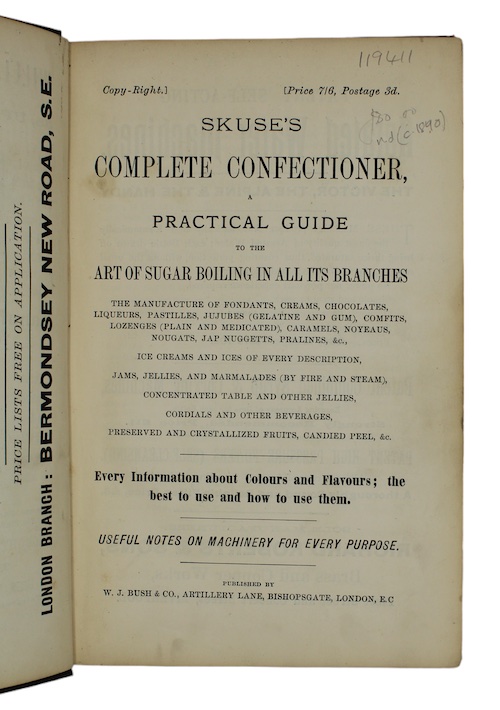 PRICE LISTS FREE ON APPLICATION.
LONDON BRANCH: BERMONDSEY NEW ROAD, S.E.
119411
Copy-Right.] [Price 7/6, Postage 3d.
nd (c.1890)
SKUSE'S
COMPLETE CONFECTIONER,
A
PRACTICAL GUIDE
TO THE
ART OF SUGAR BOILING IN ALL ITS BRANCHES
THE MANUFACTURE OF FONDANTS, CREAMS, CHOCOLATES,
LIQUEURS, PASTILLES, JUJUBES (GELATINE AND GUM), COMFITS,
LOZENGES (PLAIN AND MEDICATED), CARAMELS, NOYEAUS,
NOUGATS, JAP NUGGETTS, PRALINES, &c.,
ICE CREAMS AND ICES OF EVERY DESCRIPTION,
JAMS, JELLIES, AND MARMALADES (BY FIRE AND STEAM),
CONCENTRATED TABLE AND OTHER JELLIES,
CORDIALS AND OTHER BEVERAGES,
PRESERVED AND CRYSTALLIZED FRUITS, CANDIED PEEL, &c.
Every Information about Colours and Flavours; the
best to use and how to use them.
USEFUL NOTES ON MACHINERY FOR EVERY PURPOSE.
PUBLISHED BY
W. J. BUSH & CO., ARTILLERY LANE, BISHOPSGATE, LONDON, E.C